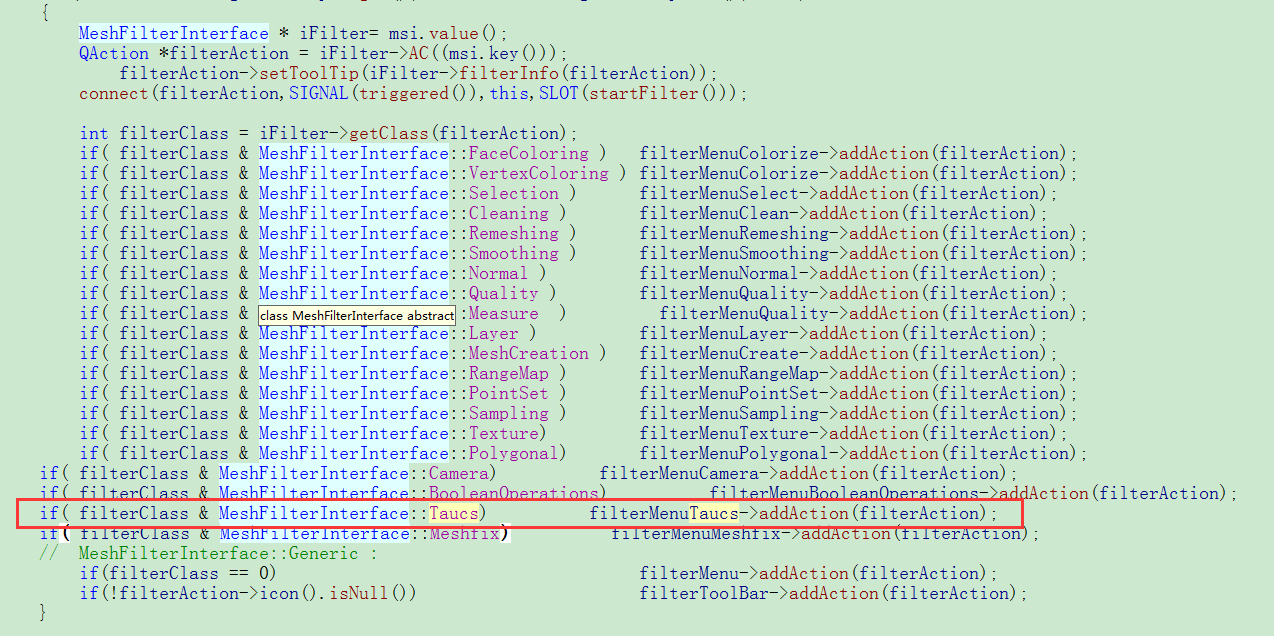 {
MeshFilterInterface * iFilter= msi.value();
QAction *filterAction = iFilter->AC((msi.key()));
filterAction->setToolTip(iFilter->filterInfo(filterAction));
connect(filterAction,SIGNAL(triggered()),this,SLOT(startFilter()));
int filterClass = iFilter->getClass(filterAction);
if( filterClass & MeshFilterInterface::FaceColoring ) filterMenuColorize->addAction(filterAction);
if( filterClass & MeshFilterInterface::VertexColoring ) filterMenuColorize->addAction(filterAction);
if( filterClass & MeshFilterInterface::Selection ) filterMenuSelect->addAction(filterAction);
if( filterClass & MeshFilterInterface::Cleaning ) filterMenuClean->addAction(filterAction);
if( filterClass & MeshFilterInterface::Remeshing ) filterMenuRemeshing->addAction(filterAction);
if( filterClass & MeshFilterInterface::Smoothing ) filterMenuSmoothing->addAction(filterAction);
if( filterClass & MeshFilterInterface::Normal ) filterMenuNormal->addAction(filterAction);
if( filterClass & MeshFilterInterface::Quality ) filterMenuQuality->addAction(filterAction);
if( filterClass & class MeshFilterInterface abstract :Measure ) filterMenuQuality->addAction(filterAction);
if( filterClass & MeshFilterInterface::Layer ) filterMenuLayer->addAction(filterAction);
if( filterClass & MeshFilterInterface::MeshCreation ) filterMenuCreate->addAction(filterAction);
if( filterClass & MeshFilterInterface::RangeMap ) filterMenuRangeMap->addAction(filterAction);
if( filterClass & MeshFilterInterface::PointSet ) filterMenuPointSet->addAction(filterAction);
if( filterClass & MeshFilterInterface::Sampling ) filterMenuSampling->addAction(filterAction);
if( filterClass & MeshFilterInterface::Texture) filterMenuTexture->addAction(filterAction);
if( filterClass & MeshFilterInterface::Polygonal) filterMenuPolygonal->addAction(filterAction);
if( filterClass & MeshFilterInterface::Camera) filterMenuCamera->addAction(filterAction);
if( filterClass & MeshFilterInterface::BooleanOperations) filterMenuBooleanOperations->addAction(filterAction);
if( filterClass & MeshFilterInterface::Taucs) filterMenuTaucs->addAction(filterAction);
if( filterClass & MeshFilterInterface::Meshfix) filterMenuMeshfix->addAction(filterAction);
// MeshFilterInterface::Generic :
if(filterClass == 0) filterMenu->addAction(filterAction);
if(!filterAction->icon().isNull()) filterToolBar->addAction(filterAction);
}